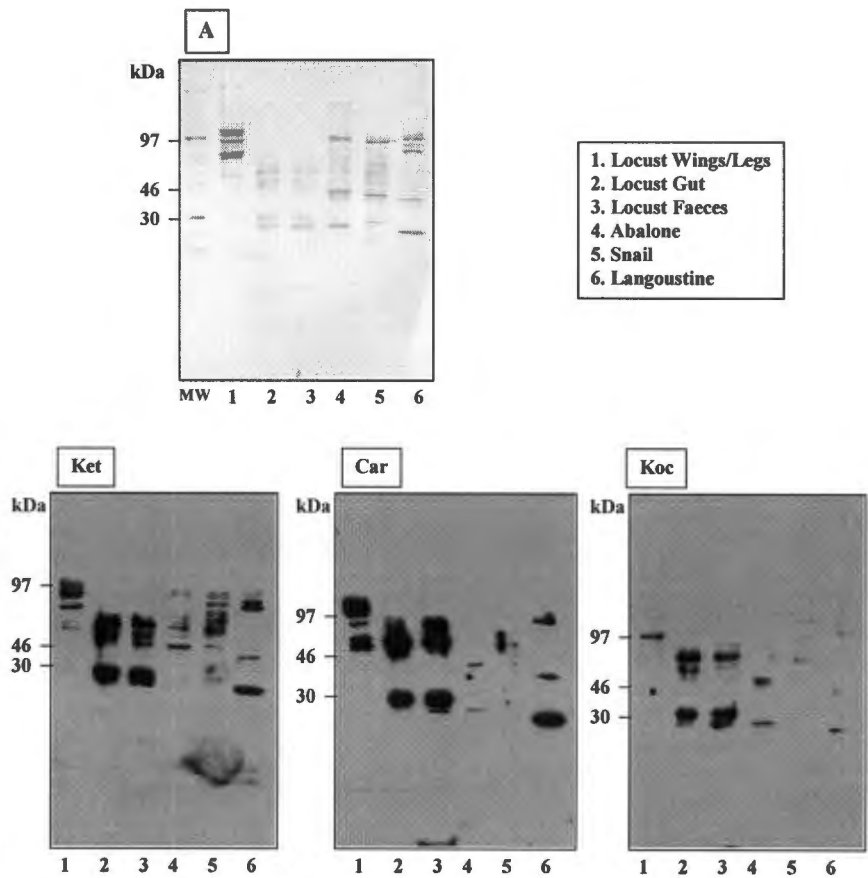 A
kDa
97
46
30
MW 1 2 3 4 5 6
1. Locust Wings/Legs
2. Locust Gut
3. Locust Faeces
4. Abalone
5. Snail
6. Langoustine
Ket
kDa
97
46
30
1 2 3 4 5 6
Car
kDa
97
46
30
1 2 3 4 5 6
Koc
kDa
97
46
30
1 2 3 4 5 6